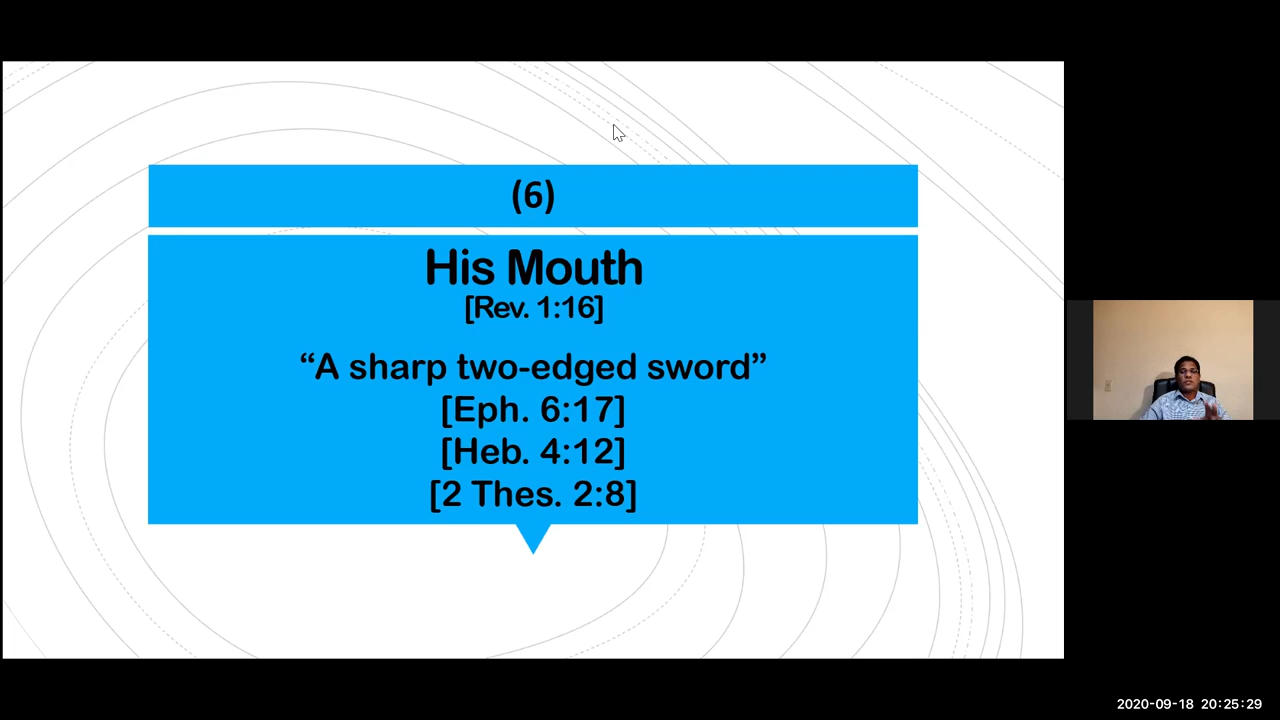 (6)
His Mouth
[Rev. 1:16]
“A sharp two-edged sword”
[Eph. 6:17]
[Heb. 4:12]
[2 Thes. 2:8]
2020-09-18 20:25:29